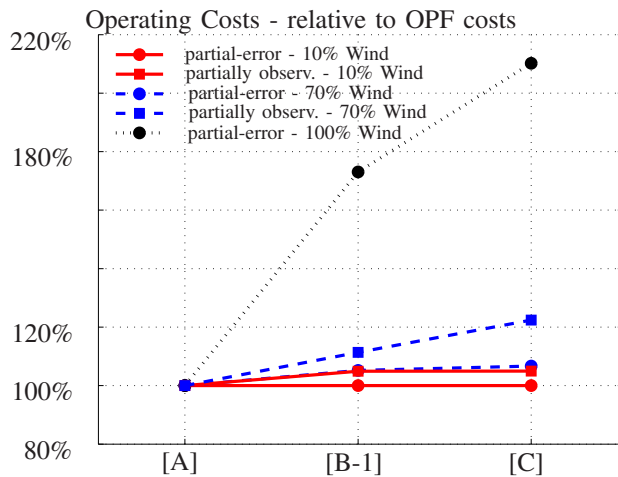 Operating Costs - relative to OPF costs
220%
partial-error - 10% Wind
partially observ. - 10% Wind
partial-error - 70% Wind
partially observ. - 70% Wind
partial-error - 100% Wind
180%
120%
100%
80%
[A] [B-1] [C]